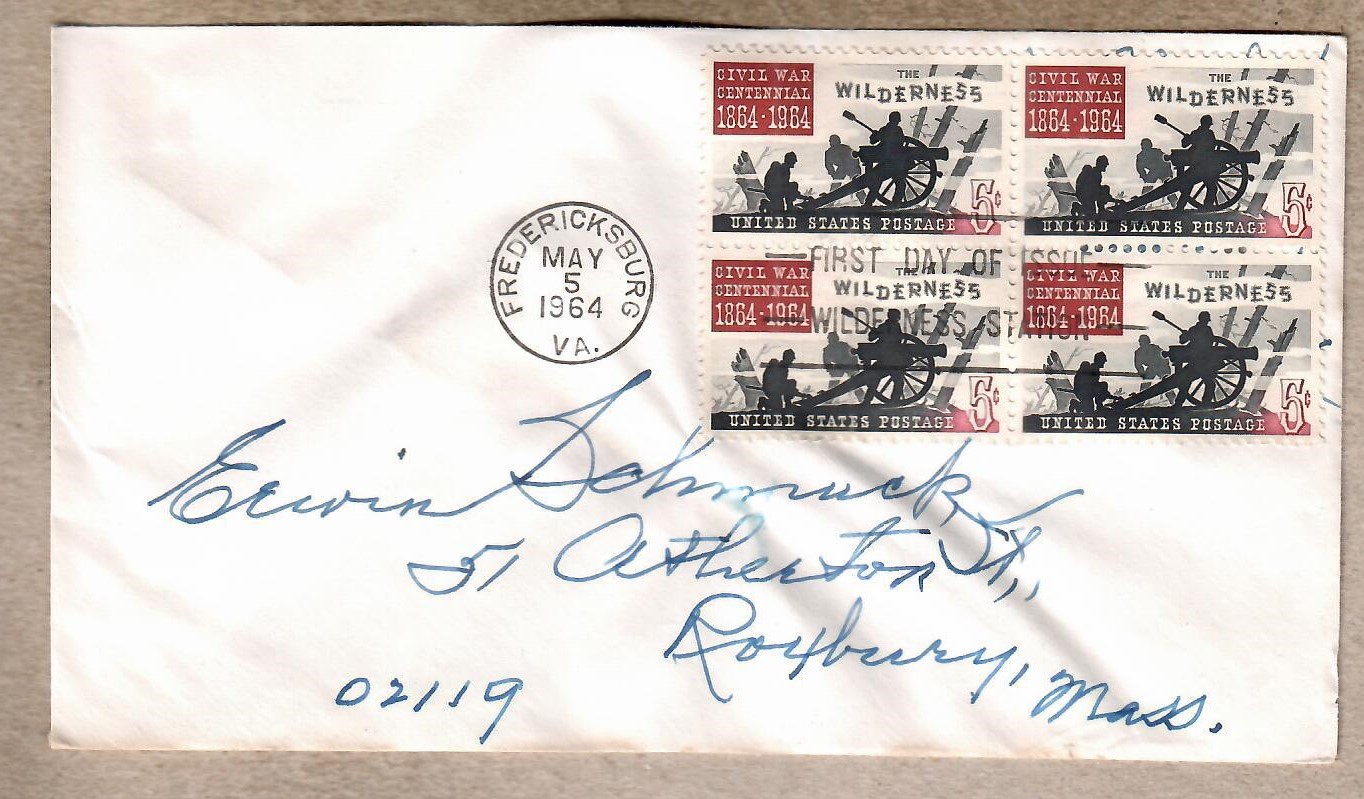 CIVIL WAR
CENTENNIAL
1864·1964
THE
WILDERNESS
5¢
UNITED STATES POSTAGE
CIVIL WAR
CENTENNIAL
1864·1964
THE
WILDERNESS
5¢
UNITED STATES POSTAGE
CIVIL WAR
CENTENNIAL
1864·1964
THE
WILDERNESS
5¢
UNITED STATES POSTAGE
CIVIL WAR
CENTENNIAL
1864·1964
THE
WILDERNESS
5¢
UNITED STATES POSTAGE
FREDERICKSBURG
MAY
5
1964
VA.
FIRST DAY OF ISSUE
WILDERNESS STATION
Erwin Schmuck,
51 Atherton St.,
Roxbury, Mass.
02119